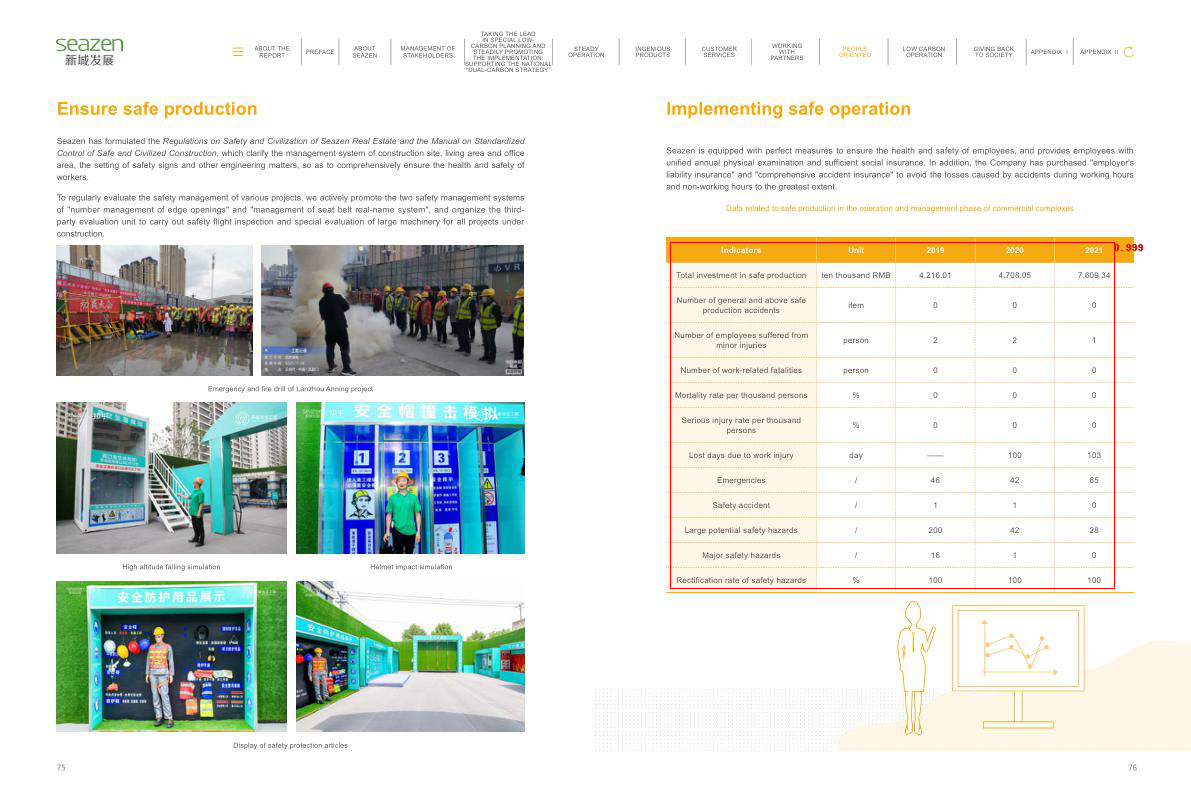 seazen
新城发展
ABOUT THE
REPORT
PREFACE
ABOUT
SEAZEN
MANAGEMENT OF
STAKEHOLDERS
TAKING THE LEAD
IN SPECIAL LOW-
CARBON PLANNING AND
STEADILY PROMOTING
THE IMPLEMENTATION:
SUPPORTING THE NATIONAL
"DUAL-CARBON STRATEGY"
STEADY
OPERATION
INGENIOUS
PRODUCTS
CUSTOMER
SERVICES
WORKING
WITH
PARTNERS
PEOPLE
ORIENTED
LOW CARBON
OPERATION
GIVING BACK
TO SOCIETY
APPENDIX I
APPENDIX II
Ensure safe production
Seazen has formulated the Regulations on Safety and Civilization of Seazen Real Estate and the Manual on Standardized
Control of Safe and Civilized Construction, which clarify the management system of construction site, living area and office
area, the setting of safety signs and other engineering matters, so as to comprehensively ensure the health and safety of
workers.
To regularly evaluate the safety management of various projects, we actively promote the two safety management systems
of "number management of edge openings" and "management of seat belt real-name system", and organize the third-
party evaluation unit to carry out safety flight inspection and special evaluation of large machinery for all projects under
construction.
Emergency and fire drill of Lanzhou Anning project
安全帽撞击模拟
1 2 3
High altitude falling simulation
Helmet impact simulation
安全防护用品展示
Display of safety protection articles
75
Implementing safe operation
Seazen is equipped with perfect measures to ensure the health and safety of employees, and provides employees with
unified annual physical examination and sufficient social insurance. In addition, the Company has purchased "employer's
liability insurance" and "comprehensive accident insurance" to avoid the losses caused by accidents during working hours
and non-working hours to the greatest extent.
Data related to safe production in the operation and management phase of commercial complexes
Indicators Unit 2019 2020 2021 0.999
Total investment in safe production ten thousand RMB 4,216.01 4,708.05 7,609.34
Number of general and above safe
production accidents item 0 0 0
Number of employees suffered from
minor injuries person 2 2 1
Number of work-related fatalities person 0 0 0
Mortality rate per thousand persons % 0 0 0
Serious injury rate per thousand
persons % 0 0 0
Lost days due to work injury day —— 100 103
Emergencies / 46 42 65
Safety accident / 1 1 0
Large potential safety hazards / 200 42 28
Major safety hazards / 16 1 0
Rectification rate of safety hazards % 100 100 100
76